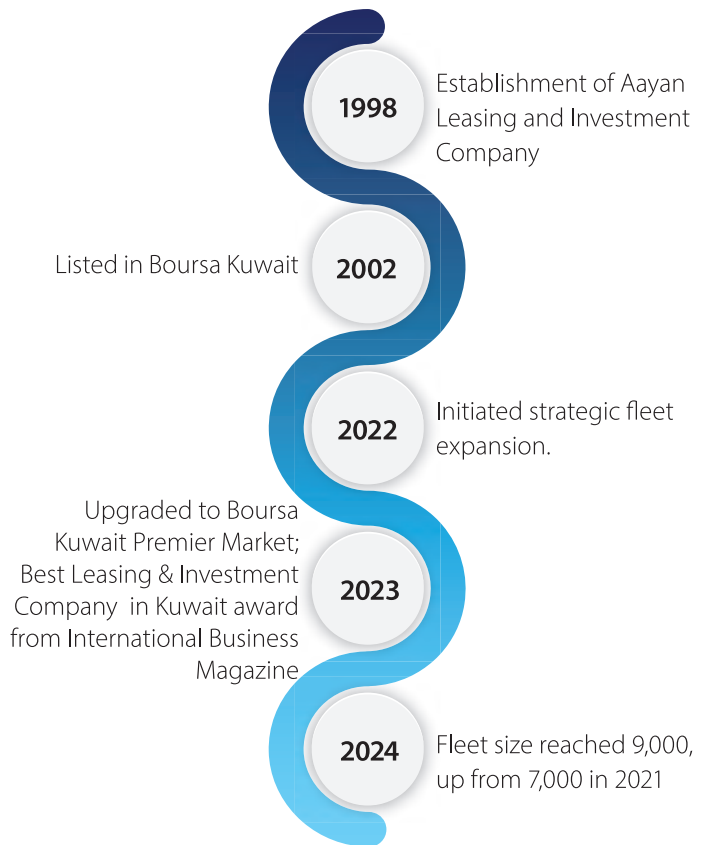 1998
Establishment of Aayan
Leasing and Investment
Company
Listed in Boursa Kuwait
2002
2022
Initiated strategic fleet
expansion.
Upgraded to Boursa
Kuwait Premier Market;
Best Leasing & Investment
Company in Kuwait award
from International Business
Magazine
2023
2024
Fleet size reached 9,000,
up from 7,000 in 2021